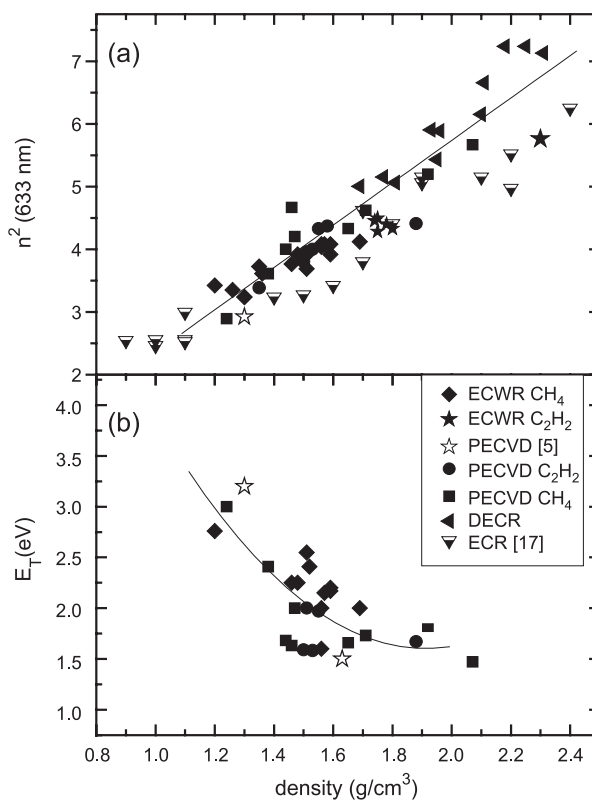 (a)
7
6
5
4
3
2
n² (633 nm)
(b)
4.0
3.5
3.0
2.5
2.0
1.5
1.0
E_T(eV)
ECWR CH₄
ECWR C₂H₂
PECVD [5]
PECVD C₂H₂
PECVD CH₄
DECR
ECR [17]
0.8 1.0 1.2 1.4 1.6 1.8 2.0 2.2 2.4
density (g/cm³)